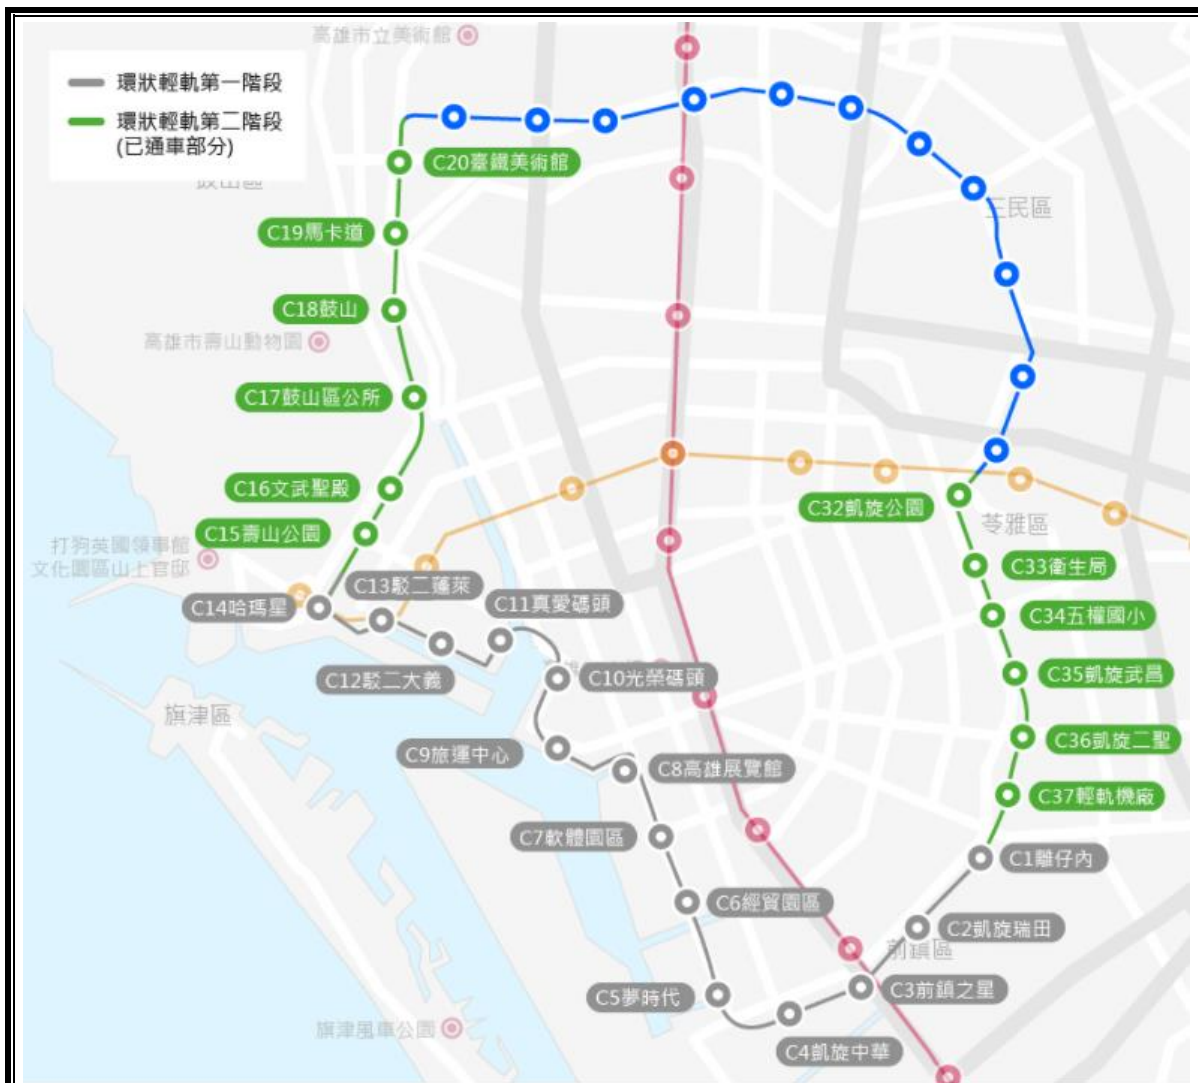 高雄市立美術館
環狀輕軌第一階段
環狀輕軌第二階段
(已通車部分)
鼓山區
C20臺鐵美術館
三民區
C19馬卡道
C18鼓山
高雄市壽山動物園
C17鼓山區公所
C16文武聖殿
C32凱旋公園
苓雅區
C15壽山公園
打狗英國領事館
文化園區山上官邸
C33衛生局
C13駁二蓬萊
C14哈瑪星
C11真愛碼頭
C34五權國小
C12駁二大義
C10光榮碼頭
C35凱旋武昌
旗津區
C9旅運中心
C36凱旋二聖
C8高雄展覽館
C37輕軌機廠
C7軟體園區
C1籬仔內
C6經貿園區
C2凱旋瑞田
前鎮區
C5夢時代
C3前鎮之星
旗津風車公園
C4凱旋中華